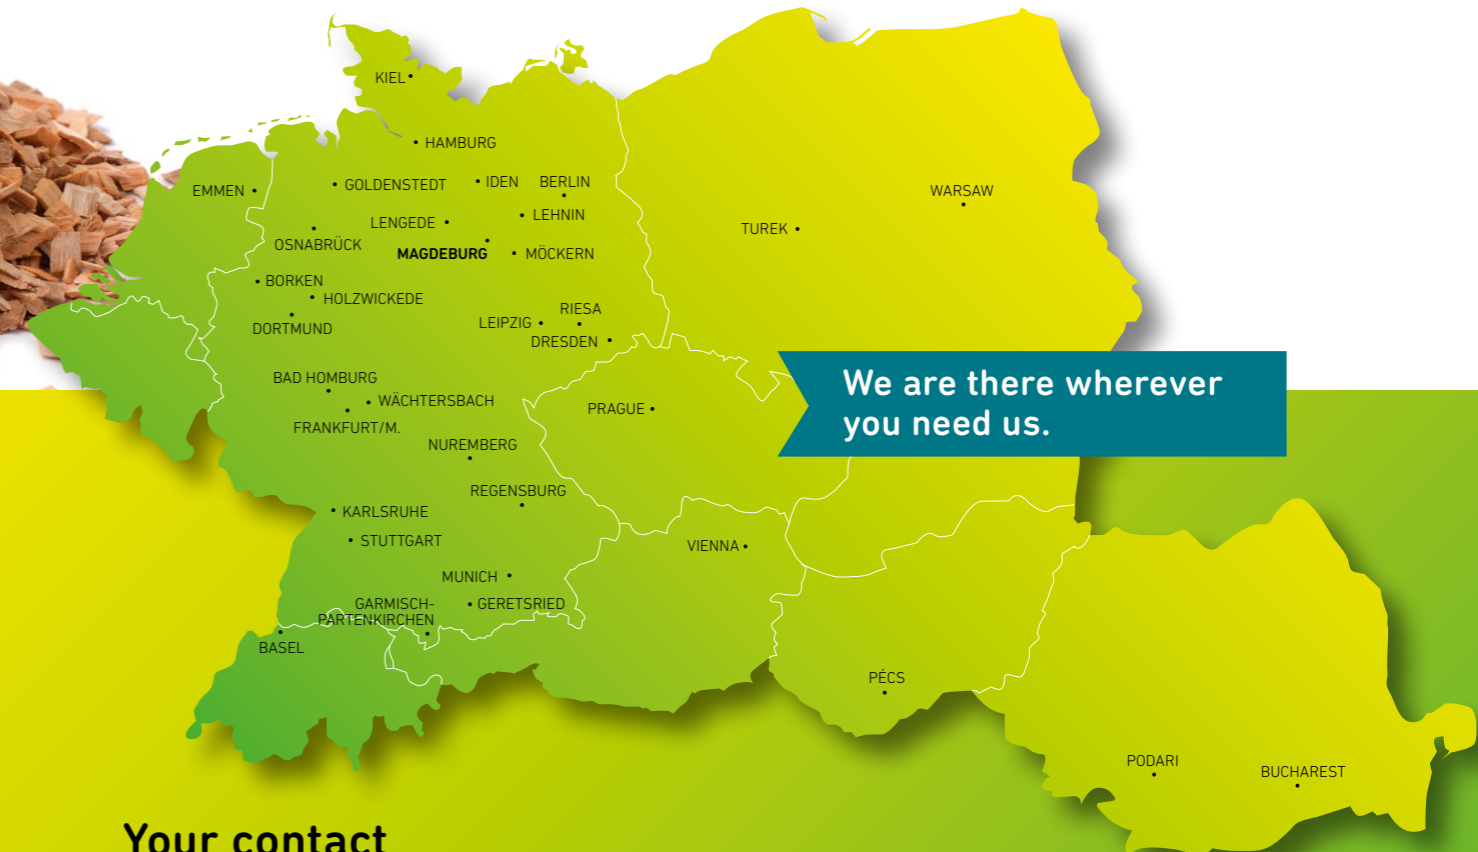 KIEL
HAMBURG
EMMEN
GOLDENSTEDT
IDEN
BERLIN
WARSAW
LENGEDE
LEHNIN
TUREK
OSNABRÜCK
MAGDEBURG
MÖCKERN
BORKEN
HOLZWICKEDE
RIESA
DORTMUND
LEIPZIG
DRESDEN
BAD HOMBURG
WÄCHTERSBACH
PRAGUE
We are there wherever
you need us.
FRANKFURT/M.
NUREMBERG
REGENSBURG
KARLSRUHE
STUTTGART
VIENNA
MUNICH
GARMISCH-
PARTENKIRCHEN
GERETSRIED
BASEL
PÉCS
PODARI
BUCHAREST
Your contact